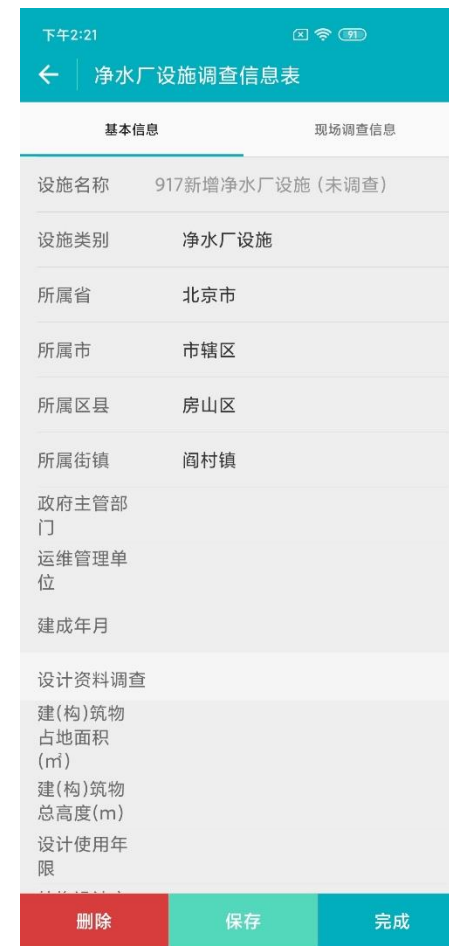 下午2:21 91
净水厂设施调查信息表
基本信息 现场调查信息
设施名称 917新增净水厂设施(未调查)
设施类别 净水厂设施
所属省 北京市
所属市 市辖区
所属区县 房山区
所属街镇 阎村镇
政府主管部
门
运维管理单
位
建成年月
设计资料调查
建(构)筑物
占地面积
(㎡)
建(构)筑物
总高度(m)
设计使用年
限
删除 保存 完成